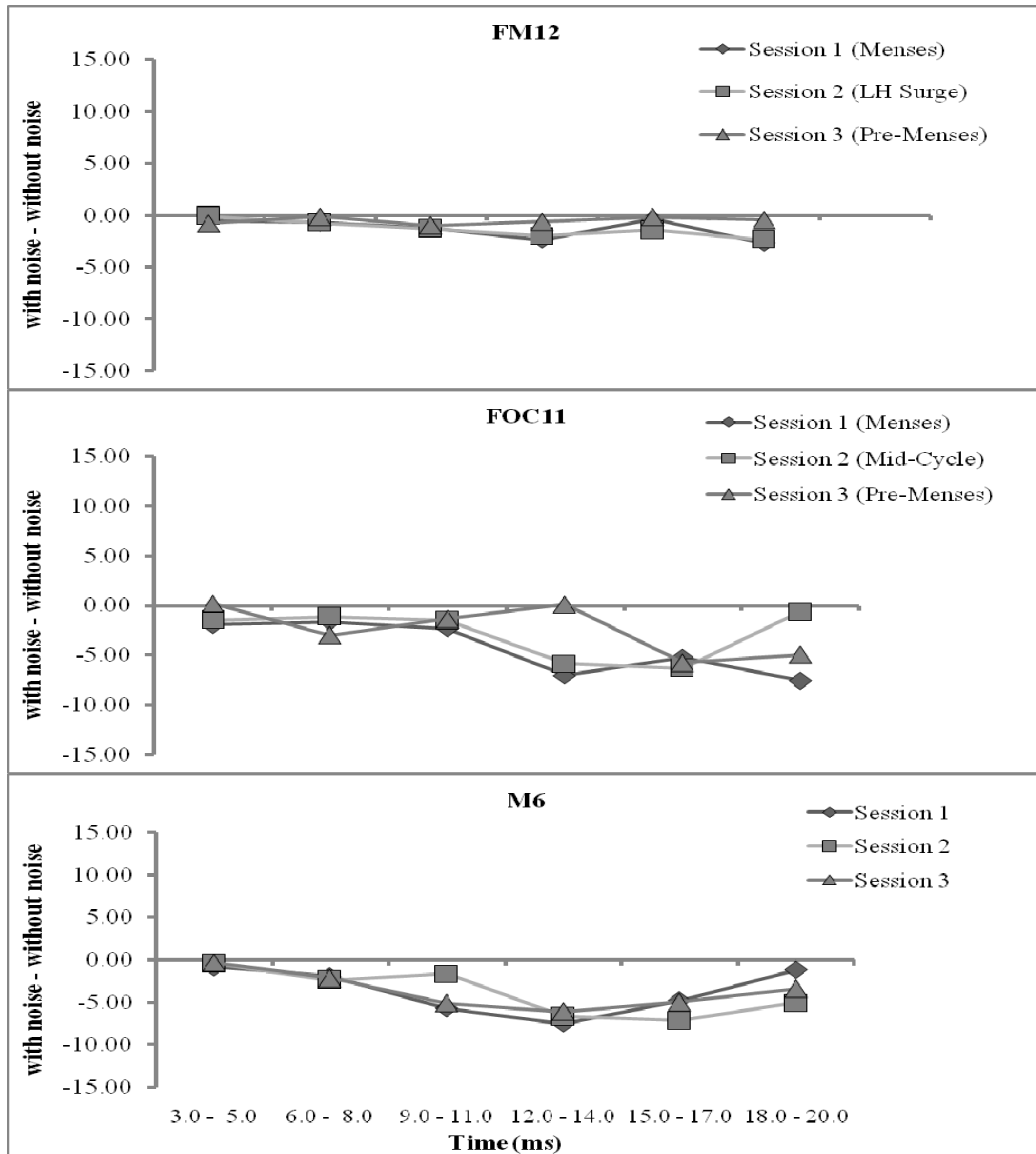 FM12
Session 1 (Menses)
Session 2 (LH Surge)
Session 3 (Pre-Menses)
with noise - without noise
15.00
10.00
5.00
0.00
-5.00
-10.00
-15.00
FOC11
Session 1 (Menses)
Session 2 (Mid-Cycle)
Session 3 (Pre-Menses)
with noise - without noise
15.00
10.00
5.00
0.00
-5.00
-10.00
-15.00
M6
Session 1
Session 2
Session 3
with noise - without noise
15.00
10.00
5.00
0.00
-5.00
-10.00
-15.00
3.0 - 5.0 6.0 - 8.0 9.0 - 11.0 12.0 - 14.0 15.0 - 17.0 18.0 - 20.0
Time (ms)